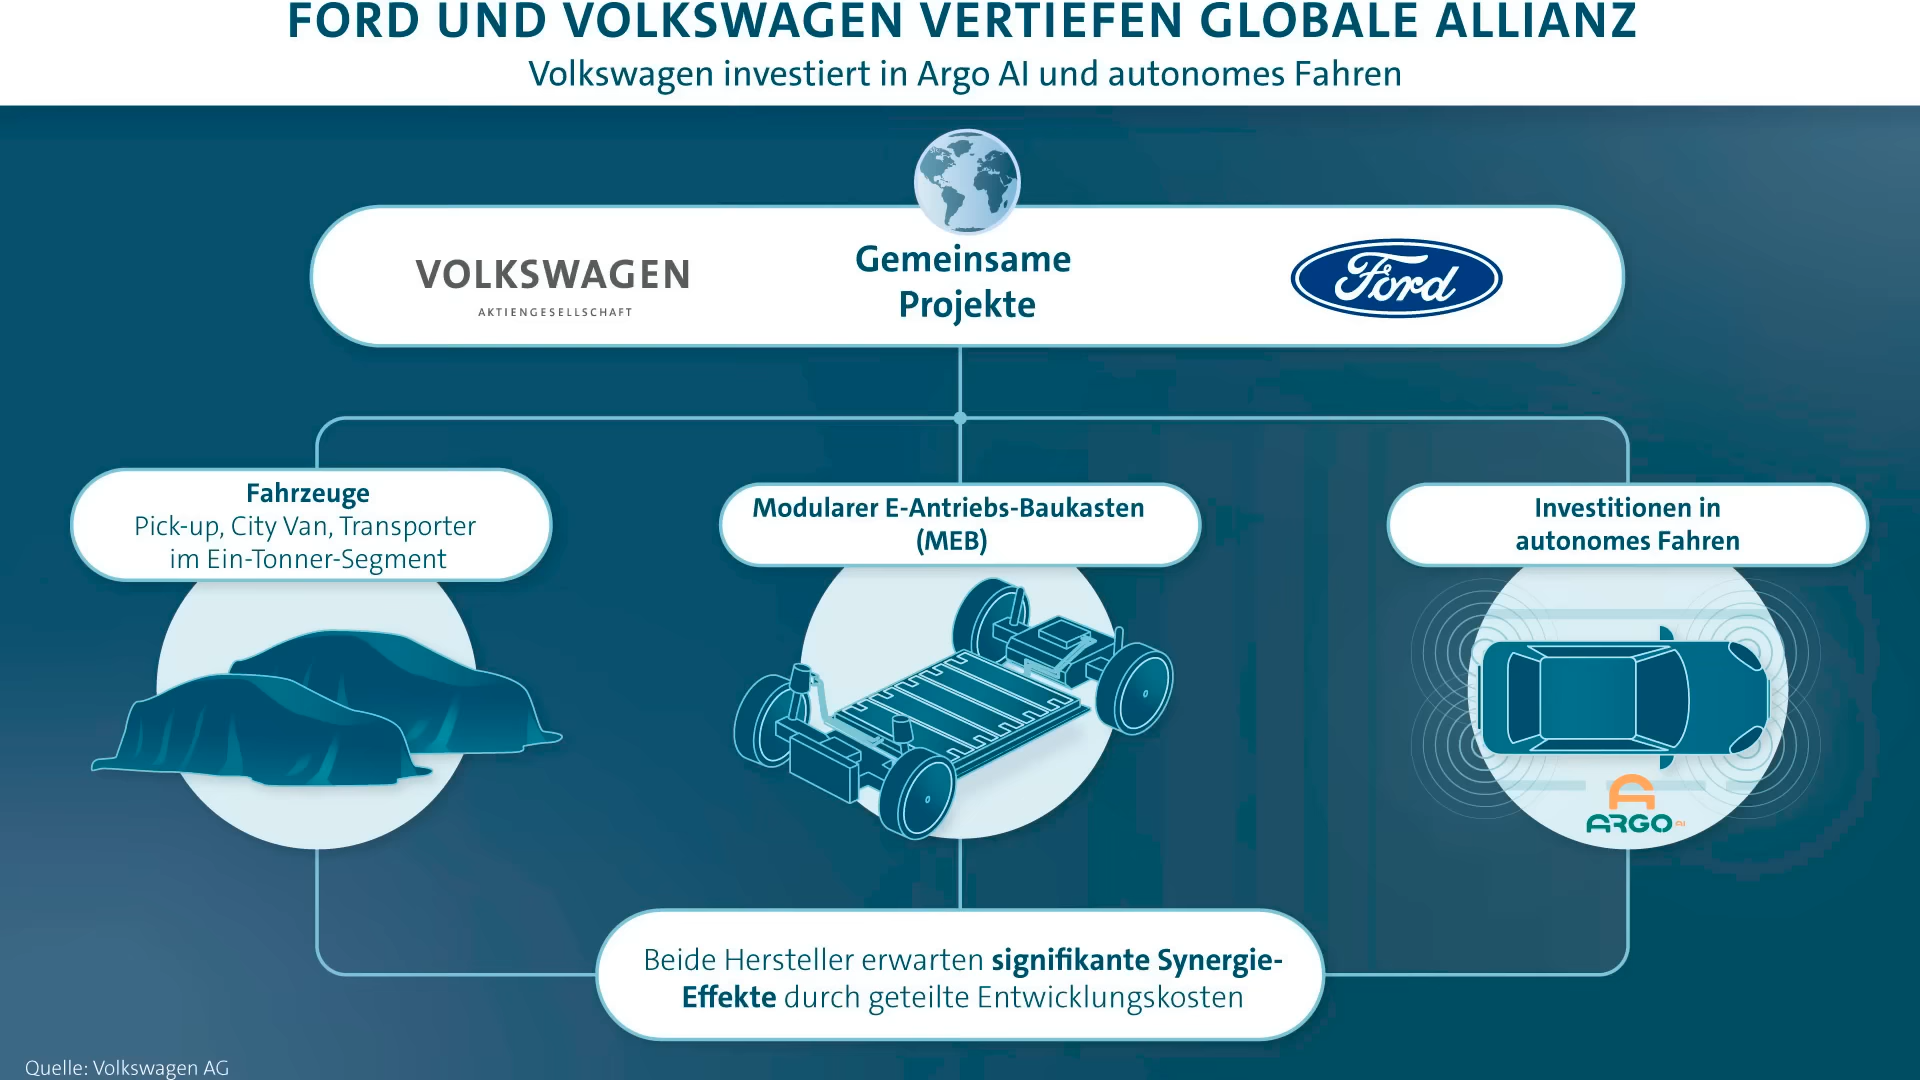 FORD UND VOLKSWAGEN VERTIEFEN GLOBALE ALLIANZ
Volkswagen investiert in Argo AI und autonomes Fahren
VOLKSWAGEN
AKTIENGESELLSCHAFT
Gemeinsame
Projekte
Ford
Fahrzeuge
Pick-up, City Van, Transporter
im Ein-Tonner-Segment
Modularer E-Antriebs-Baukasten
(MEB)
Investitionen in
autonomes Fahren
ARGO AI
Beide Hersteller erwarten signifikante Synergie-
Effekte durch geteilte Entwicklungskosten
Quelle: Volkswagen AG